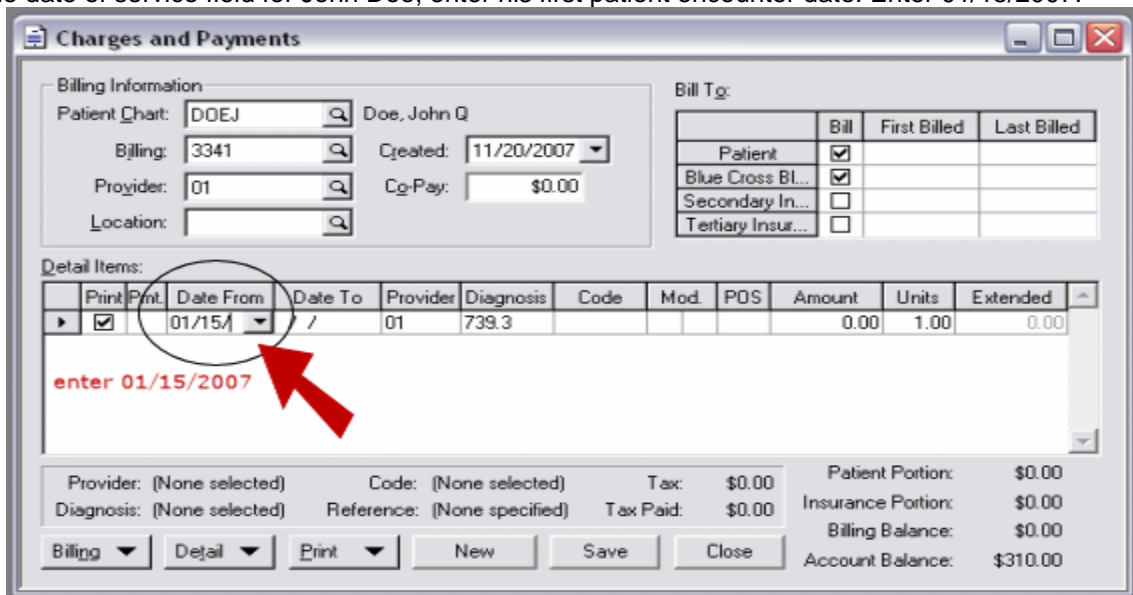 date of service field for John Doe, enter his first patient encounter date. Enter 01/15/2007.
Charges and Payments
Billing Information
Patient Chart: DOEJ Doe, John Q
Billing: 3341 Created: 11/20/2007
Provider: 01 Co-Pay: $0.00
Location:
Bill To:
Bill First Billed Last Billed
Patient
Blue Cross Bl...
Secondary In...
Tertiary Insur...
Detail Items:
Print Pmt. Date From Date To Provider Diagnosis Code Mod. POS Amount Units Extended
01/15/ / / 01 739.3 0.00 1.00 0.00
enter 01/15/2007
Provider: (None selected) Code: (None selected) Tax: $0.00
Diagnosis: (None selected) Reference: (None specified) Tax Paid: $0.00
Patient Portion: $0.00
Insurance Portion: $0.00
Billing Balance: $0.00
Account Balance: $310.00
Billing Detail Print New Save Close